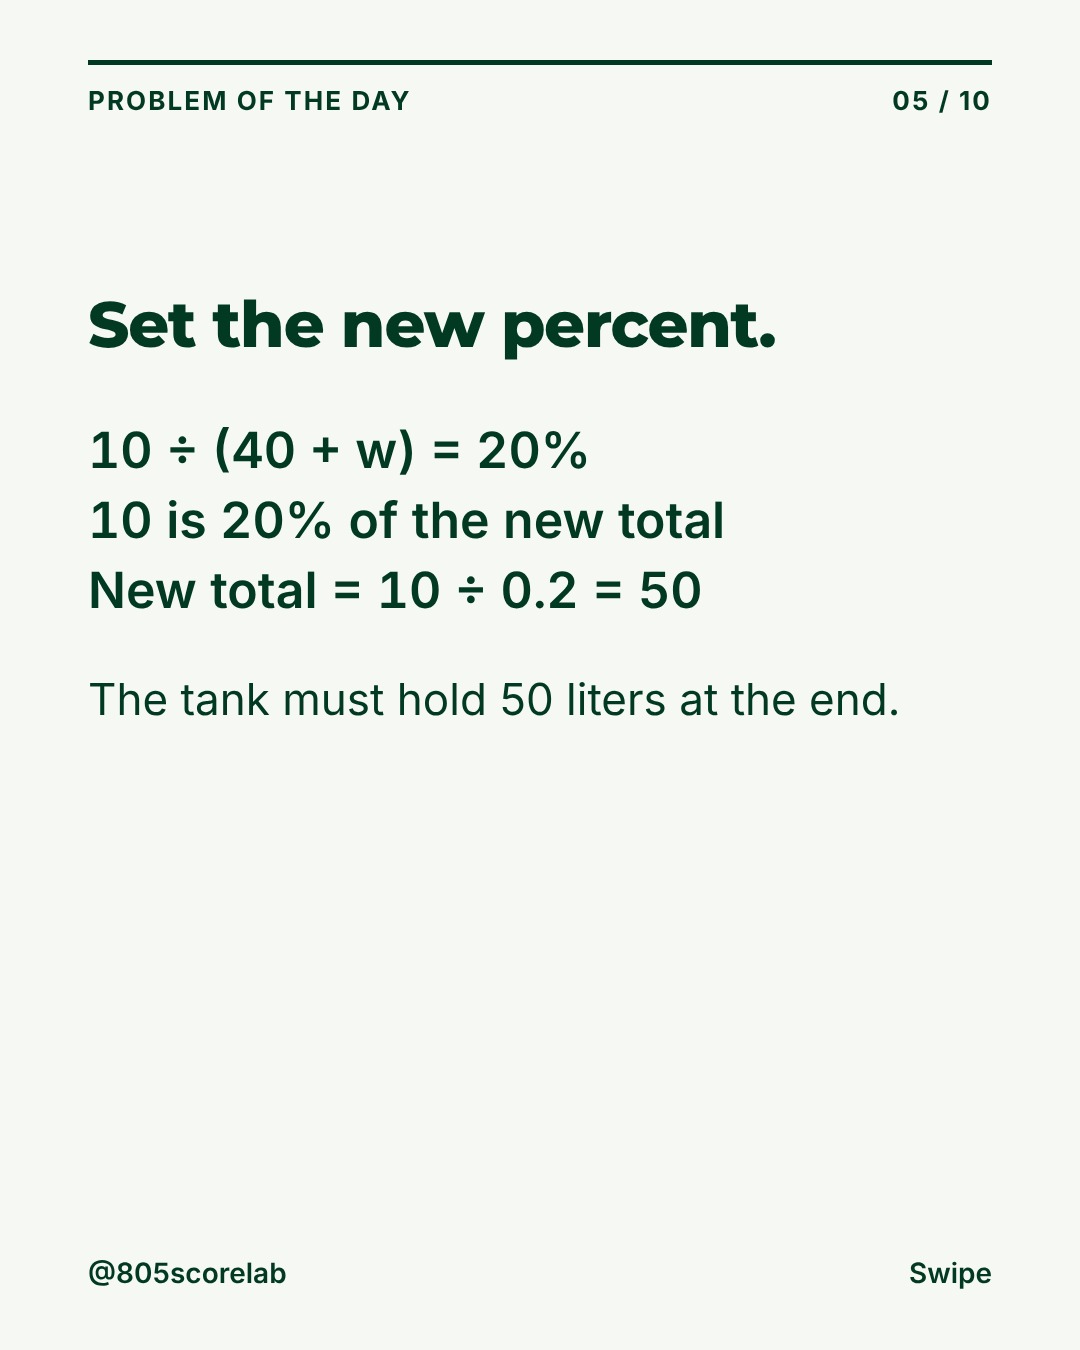 PROBLEM OF THE DAY
05 / 10
Set the new percent.
10 ÷ (40 + w) = 20%
10 is 20% of the new total
New total = 10 ÷ 0.2 = 50
The tank must hold 50 liters at the end.
@805scorelab
Swipe